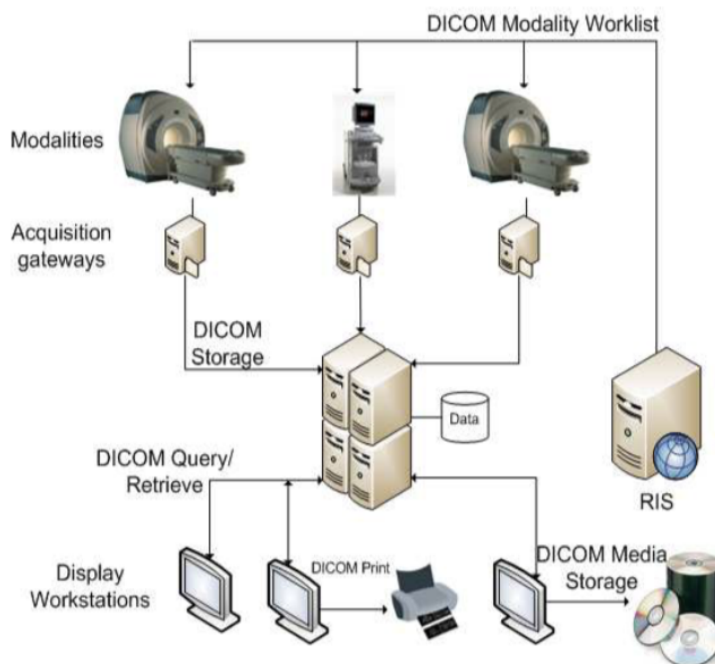 DICOM Modality Worklist
Modalities
Acquisition
gateways
DICOM
Storage
Data
DICOM Query/
Retrieve
RIS
Display
Workstations
DICOM Print
DICOM Media
Storage